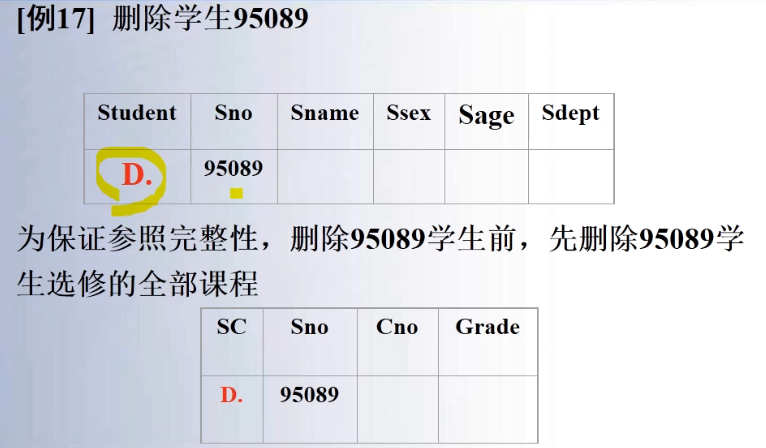 [例17] 删除学生95089
Student Sno Sname Ssex Sage Sdept
D. 95089
为保证参照完整性，删除95089学生前，先删除95089学
生选修的全部课程
SC Sno Cno Grade
D. 95089